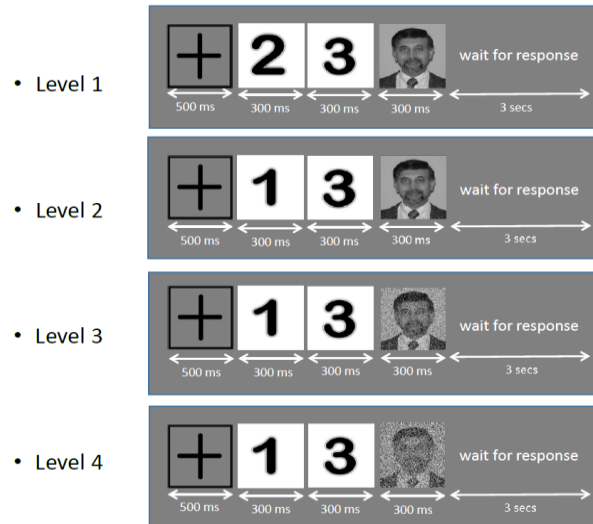 2 3 wait for response
• Level 1
500 ms 300 ms 300 ms 300 ms 3 secs
1 3 wait for response
• Level 2
500 ms 300 ms 300 ms 300 ms 3 secs
1 3 wait for response
• Level 3
500 ms 300 ms 300 ms 300 ms 3 secs
1 3 wait for response
• Level 4
500 ms 300 ms 300 ms 300 ms 3 secs